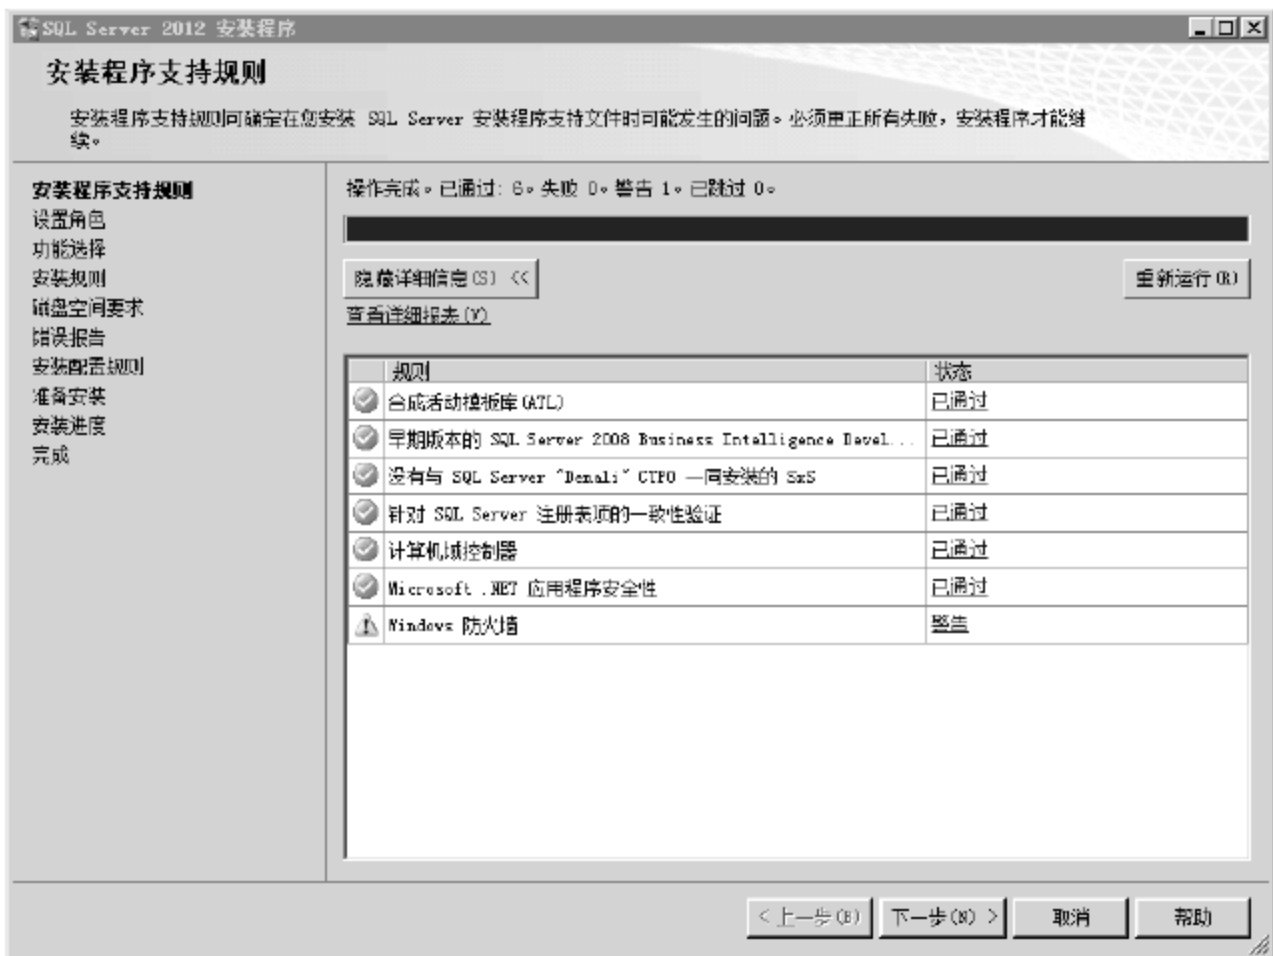 SQL Server 2012 安装程序
安装程序支持规则
安装程序支持规则可确定在您安装 SQL Server 安装程序支持文件时可能发生的问题。必须更正所有失败，安装程序才能继
续。
安装程序支持规则
设置角色
功能选择
安装规则
磁盘空间要求
错误报告
安装配置规则
准备安装
安装进度
完成
操作完成。已通过: 6。失败 0。警告 1。已跳过 0。
隐藏详细信息(S) <<
重新运行(R)
查看详细报表(V)
规则 状态
合成活动模板库(ATL) 已通过
早期版本的 SQL Server 2008 Business Intelligence Devel... 已通过
没有与 SQL Server "Denali" CTP0 一同安装的 SxS 已通过
针对 SQL Server 注册表项的一致性验证 已通过
计算机域控制器 已通过
Microsoft .NET 应用程序安全性 已通过
Windows 防火墙 警告
< 上一步(B) 下一步(N) > 取消 帮助